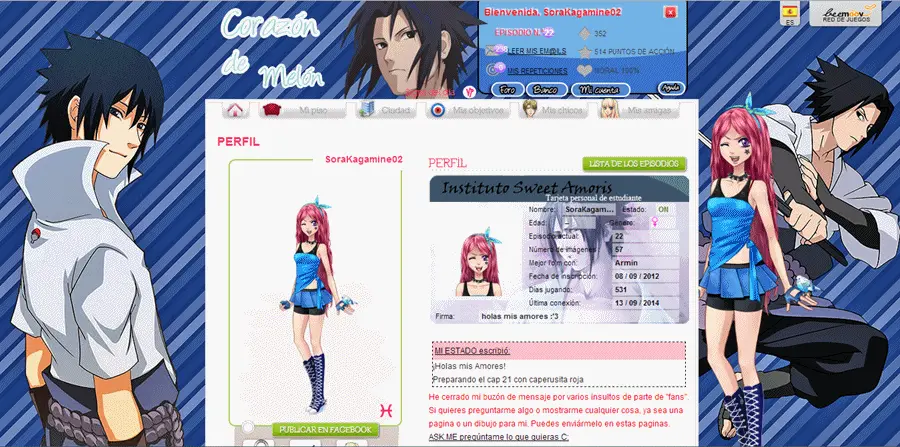 Corazón
de Melón
Bienvenida, SoraKagamine02
EPISODIO N° 22
352
LEER MIS EM@ILS
514 PUNTOS DE ACCIÓN
MIS REPETICIONES
MORAL 100%
Foro
Banco
Mi cuenta
Ayuda
ES
Beemoov
RED DE JUEGOS
Mi piso
Ciudad
Mis objetivos
Mis chicos
Mis amigas
PERFIL
SoraKagamine02
PERFIL
LISTA DE LOS EPISODIOS
Instituto Sweet Amoris
Tarjeta personal de estudiante
Nombre: SoraKagam... Estado: ON
Edad: Género:
Episodio actual: 22
Número de imágenes: 57
Mejor form con: Armin
Fecha de inscripción: 08 / 09 / 2012
Días jugando: 531
Última conexión: 13 / 09 / 2014
Firma: holas mis amores :'3
MI ESTADO escribió:
¡Holas mis Amores!
Preparando el cap 21 con caperusita roja
He cerrado mi buzón de mensaje por varios insultos de parte de "fans".
Si quieres preguntarme algo o mostrarme cualquier cosa, ya sea una
pagina o un dibujo para mi. Puedes enviármelo en estas paginas.
ASK.ME pregúntame lo que quieras C:
PUBLICAR EN FACEBOOK